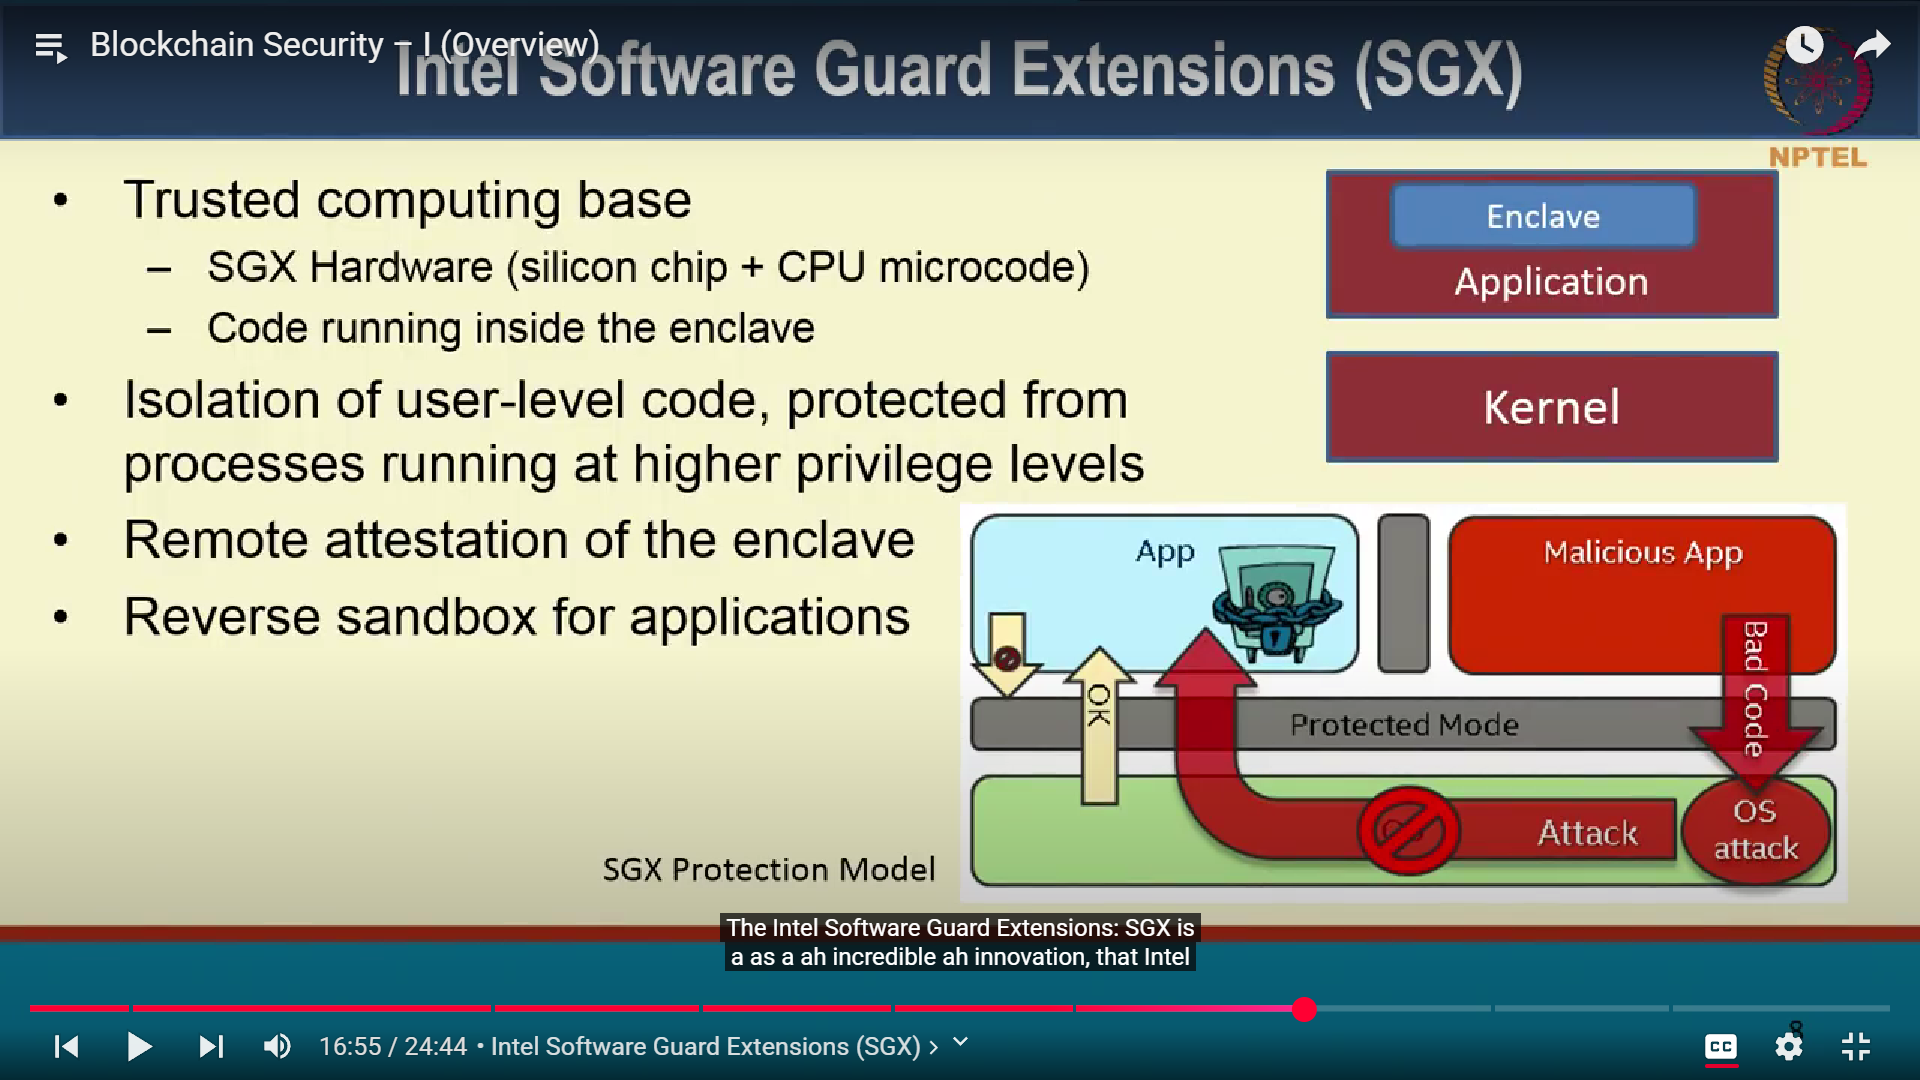 Blockchain Security – I (Overview)
Intel Software Guard Extensions (SGX)
NPTEL
• Trusted computing base
– SGX Hardware (silicon chip + CPU microcode)
– Code running inside the enclave
• Isolation of user-level code, protected from
processes running at higher privilege levels
• Remote attestation of the enclave
• Reverse sandbox for applications
Enclave
Application
Kernel
App
Malicious App
Bad Code
OK
Protected Mode
Attack
OS
attack
SGX Protection Model
The Intel Software Guard Extensions: SGX is
a as a ah incredible ah innovation, that Intel
8
16:55 / 24:44 • Intel Software Guard Extensions (SGX) ›
CC